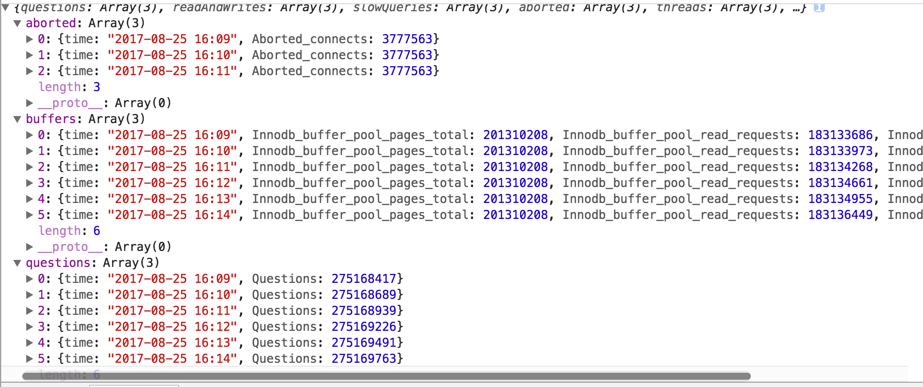 ▼ {questions: Array(3), readAndWrites: Array(3), slowQueries: Array(3), aborted: Array(3), threads: Array(3), …} i
▼ aborted: Array(3)
▶ 0: {time: "2017-08-25 16:09", Aborted_connects: 3777563}
▶ 1: {time: "2017-08-25 16:10", Aborted_connects: 3777563}
▶ 2: {time: "2017-08-25 16:11", Aborted_connects: 3777563}
length: 3
▶ __proto__: Array(0)
▼ buffers: Array(3)
▶ 0: {time: "2017-08-25 16:09", Innodb_buffer_pool_pages_total: 201310208, Innodb_buffer_pool_read_requests: 183133686, Innod
▶ 1: {time: "2017-08-25 16:10", Innodb_buffer_pool_pages_total: 201310208, Innodb_buffer_pool_read_requests: 183133973, Innod
▶ 2: {time: "2017-08-25 16:11", Innodb_buffer_pool_pages_total: 201310208, Innodb_buffer_pool_read_requests: 183134268, Innod
▶ 3: {time: "2017-08-25 16:12", Innodb_buffer_pool_pages_total: 201310208, Innodb_buffer_pool_read_requests: 183134661, Innod
▶ 4: {time: "2017-08-25 16:13", Innodb_buffer_pool_pages_total: 201310208, Innodb_buffer_pool_read_requests: 183134955, Innod
▶ 5: {time: "2017-08-25 16:14", Innodb_buffer_pool_pages_total: 201310208, Innodb_buffer_pool_read_requests: 183136449, Innod
length: 6
▶ __proto__: Array(0)
▼ questions: Array(3)
▶ 0: {time: "2017-08-25 16:09", Questions: 275168417}
▶ 1: {time: "2017-08-25 16:10", Questions: 275168689}
▶ 2: {time: "2017-08-25 16:11", Questions: 275168939}
▶ 3: {time: "2017-08-25 16:12", Questions: 275169226}
▶ 4: {time: "2017-08-25 16:13", Questions: 275169491}
▶ 5: {time: "2017-08-25 16:14", Questions: 275169763}
length: 6